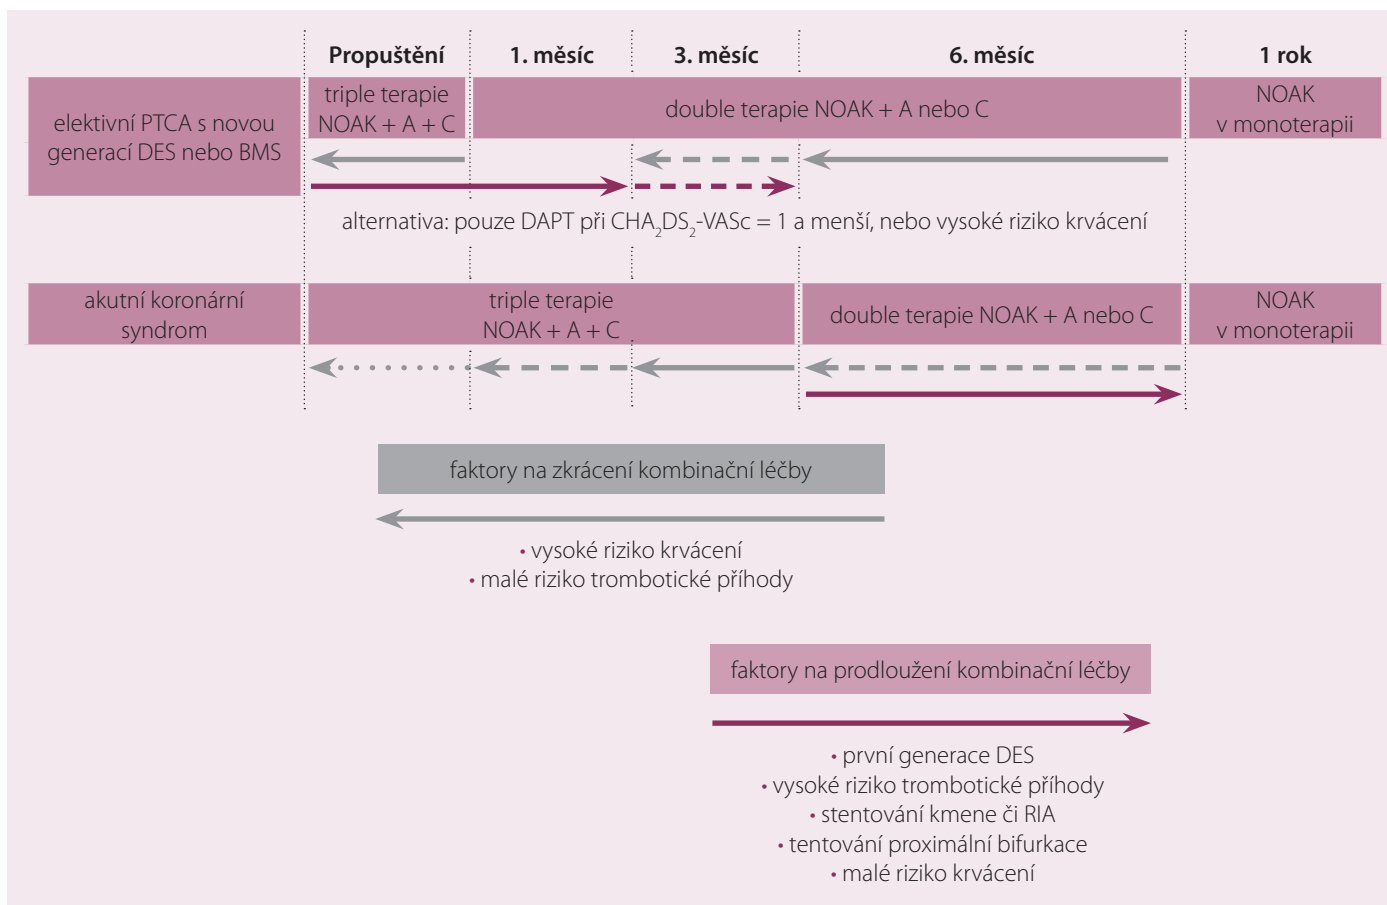 Propuštění 1. měsíc 3. měsíc 6. měsíc 1 rok
elektivní PTCA s novou
generací DES nebo BMS
triple terapie
NOAK + A + C
double terapie NOAK + A nebo C
NOAK
v monoterapii
alternativa: pouze DAPT při CHA₂DS₂-VASc = 1 a menší, nebo vysoké riziko krvácení
akutní koronární
syndrom
triple terapie
NOAK + A + C
double terapie NOAK + A nebo C
NOAK
v monoterapii
faktory na zkrácení kombinační léčby
• vysoké riziko krvácení
• malé riziko trombotické příhody
faktory na prodloužení kombinační léčby
• první generace DES
• vysoké riziko trombotické příhody
• stentování kmene či RIA
• tentování proximální bifurkace
• malé riziko krvácení